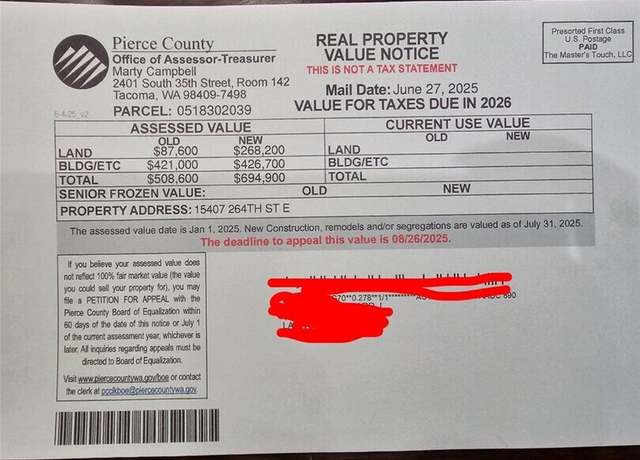 Pierce County
Office of Assessor-Treasurer
Marty Campbell
2401 South 35th Street, Room 142
Tacoma, WA 98409-7498
6-4/25_v2
PARCEL: 0518302039
REAL PROPERTY
VALUE NOTICE
THIS IS NOT A TAX STATEMENT
Mail Date: June 27, 2025
VALUE FOR TAXES DUE IN 2026
Presorted First Class
U.S. Postage
PAID
The Master's Touch, LLC
ASSESSED VALUE
OLD NEW
LAND $87,600 $268,200
BLDG/ETC $421,000 $426,700
TOTAL $508,600 $694,900
CURRENT USE VALUE
OLD NEW
LAND
BLDG/ETC
TOTAL
SENIOR FROZEN VALUE: OLD NEW
PROPERTY ADDRESS: 15407 264TH ST E
The assessed value date is Jan 1, 2025. New Construction, remodels and/or segregations are valued as of July 31, 2025.
The deadline to appeal this value is 08/26/2025.
If you believe your assessed value does
not reflect 100% fair market value (the value
you could sell your property for), you may
file a PETITION FOR APPEAL with the
Pierce County Board of Equalization within
60 days of the date of this notice or July 1
of the current assessment year, whichever is
later. All inquiries regarding appeals must be
directed to Board of Equalization.
Visit www.piercecountywa.gov/boe or contact
the clerk at pcclkboe@piercecountywa.gov.
70**0.278**1/1*********
890